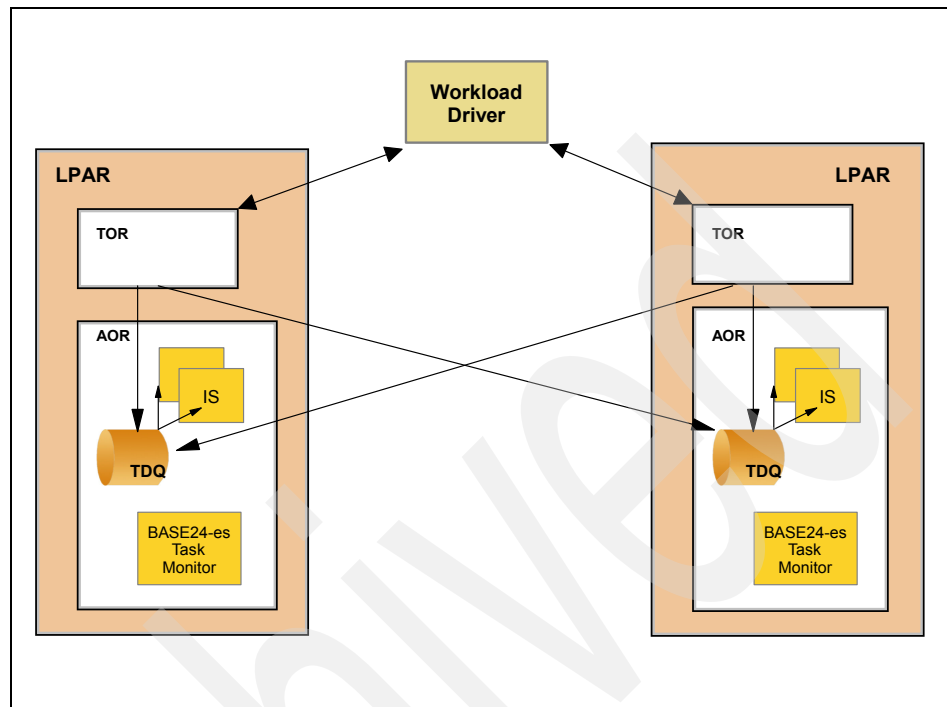 Workload
Driver
LPAR
LPAR
TOR
TOR
AOR
AOR
IS
IS
TDQ
TDQ
BASE24-es
Task
Monitor
BASE24-es
Task
Monitor
hived